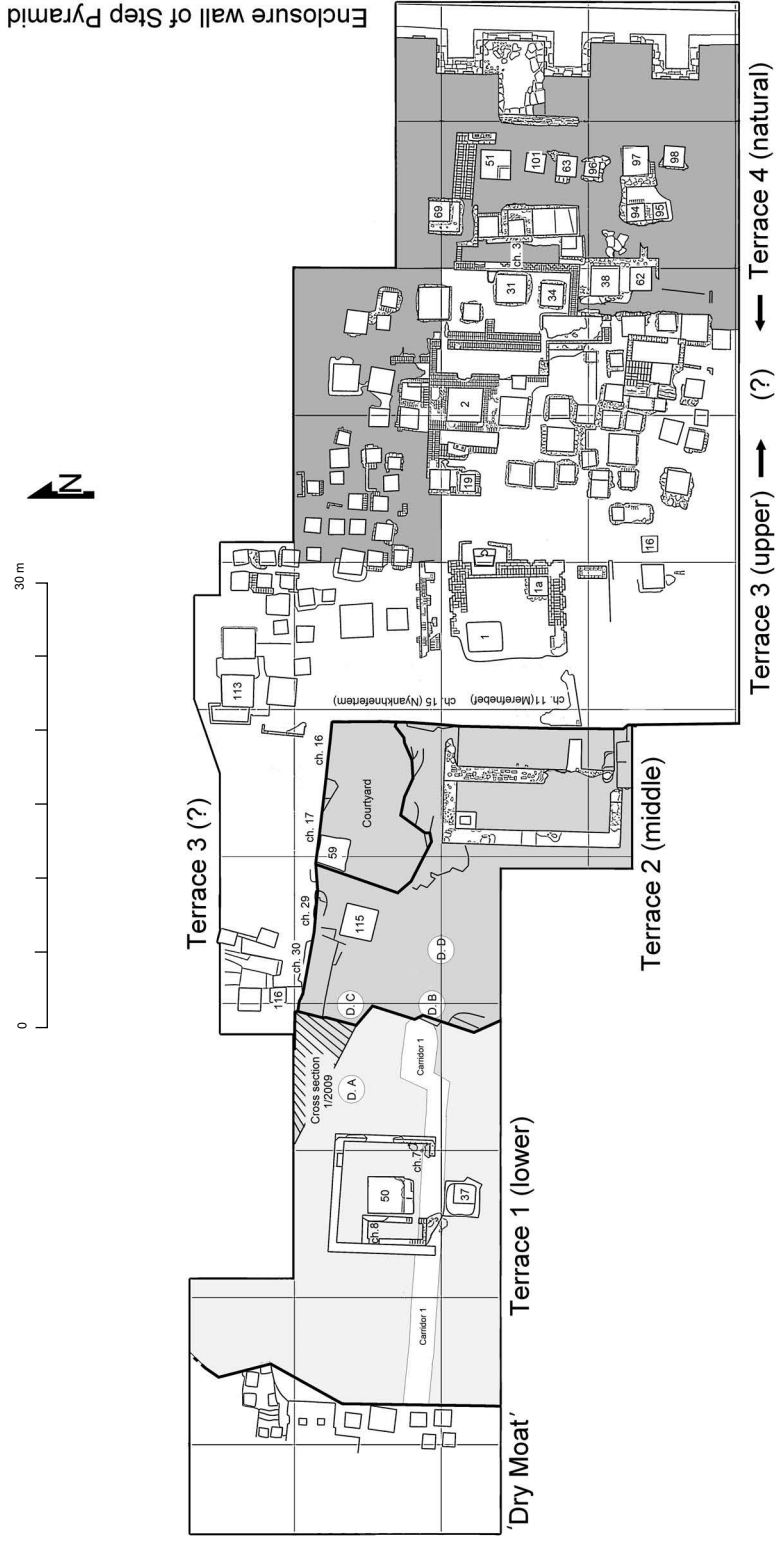 Enclosure wall of Step Pyramid
N
0
30 m
Terrace 3 (?)
Terrace 4 (natural)
(?)
Terrace 3 (upper)
Terrace 2 (middle)
Terrace 1 (lower)
'Dry Moat'
51
101
63
96
97
98
69
94
95
ch. 3
31
34
38
62
2
19
16
1
1a
113
ch. 15 (Nyankhnefertem)
ch. 11(Merefnebef)
ch. 16
Courtyard
ch. 17
59
ch. 29
115
ch. 30
116
D. D
D. C
D. B
Cross section
1/2009
D. A
Carridor 1
ch.7
50
ch.8
37
Carridor 1